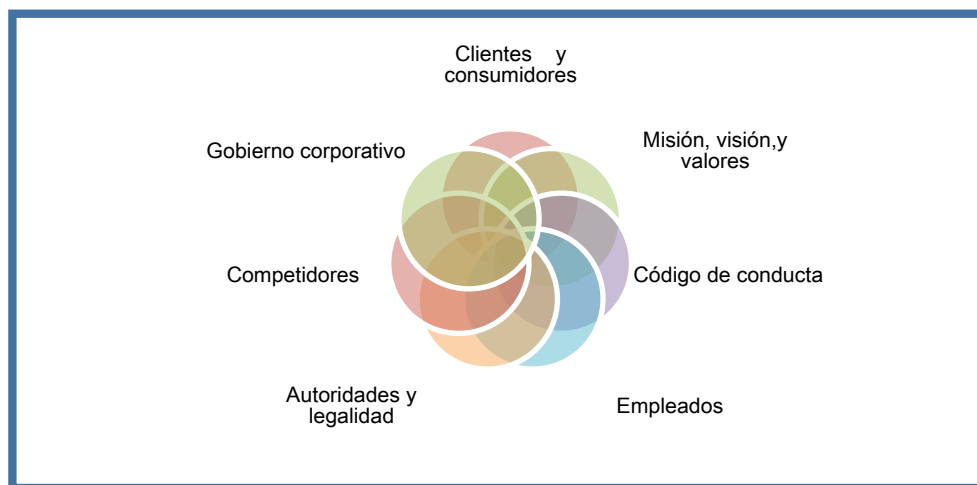 Clientes y
consumidores
Misión, visión,y
valores
Gobierno corporativo
Código de conducta
Competidores
Empleados
Autoridades y
legalidad